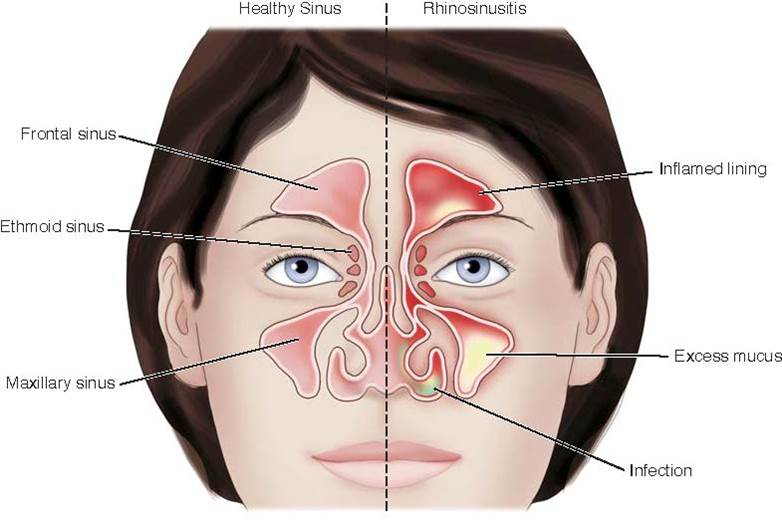 Healthy Sinus
Rhinosinusitis
Frontal sinus
Inflamed lining
Ethmoid sinus
Maxillary sinus
Excess mucus
Infection